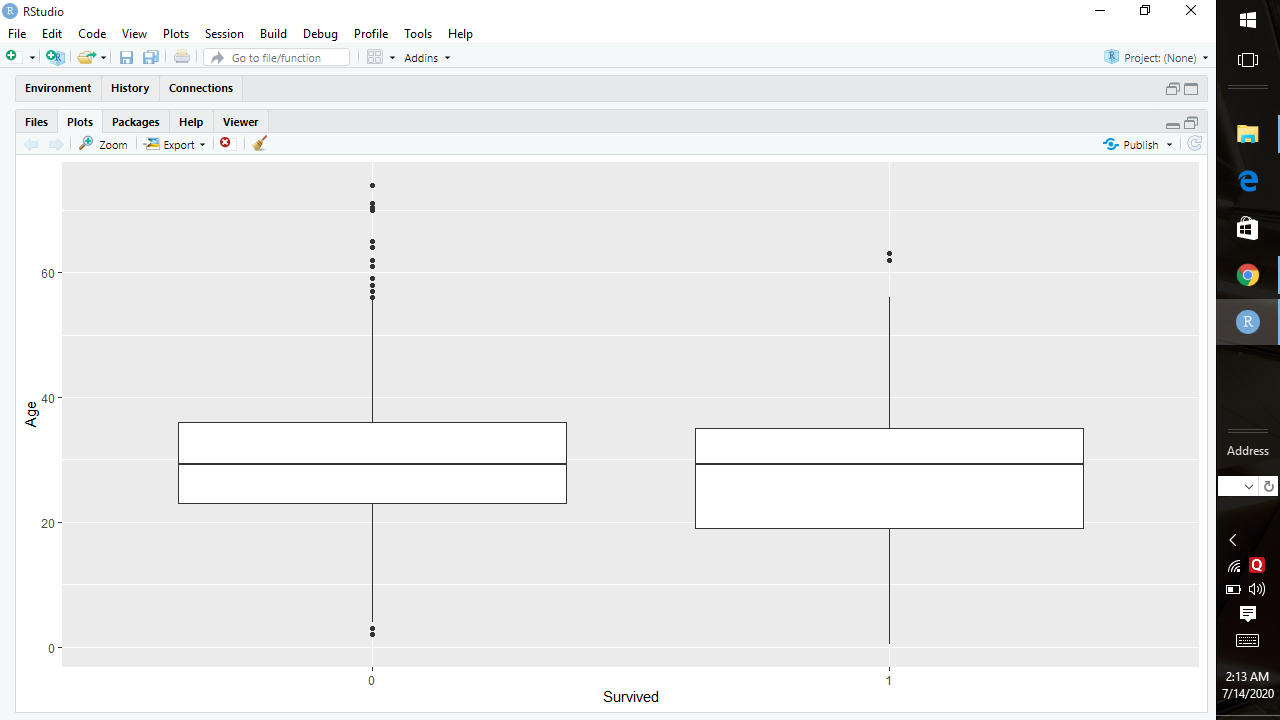 R RStudio
File Edit Code View Plots Session Build Debug Profile Tools Help
R Go to file/function Addins R Project: (None)
Environment History Connections
Files Plots Packages Help Viewer
Zoom Export Publish
60
40
20
0
Age
0 1
Survived
R
Address
Q
2:13 AM
7/14/2020